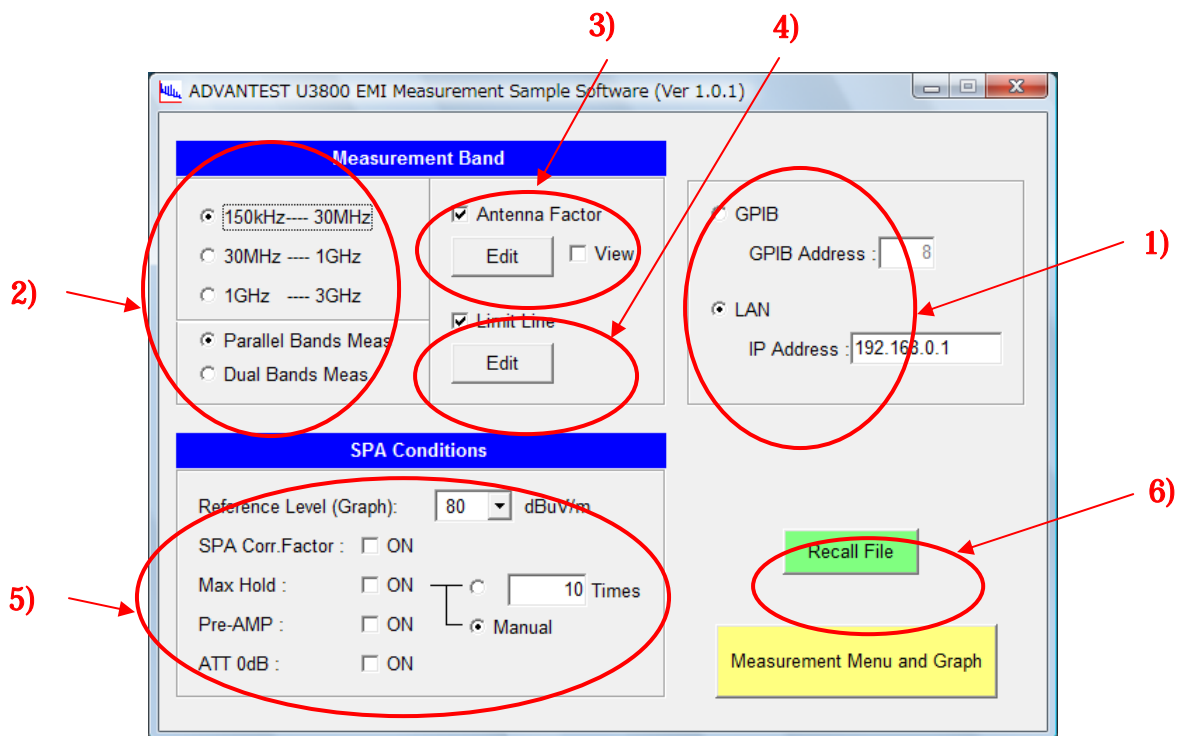 3)
4)
ADVANTEST U3800 EMI Measurement Sample Software (Ver 1.0.1)
Measurement Band
150kHz---- 30MHz
30MHz ---- 1GHz
1GHz ---- 3GHz
Parallel Bands Meas
Dual Bands Meas
Antenna Factor
Edit
View
Limit Line
Edit
GPIB
GPIB Address : 8
LAN
IP Address : 192.168.0.1
1)
2)
SPA Conditions
Reference Level (Graph): 80 dBuV/m
SPA Corr.Factor : ON
Max Hold : ON 10 Times
Pre-AMP : ON Manual
ATT 0dB : ON
5)
6)
Recall File
Measurement Menu and Graph